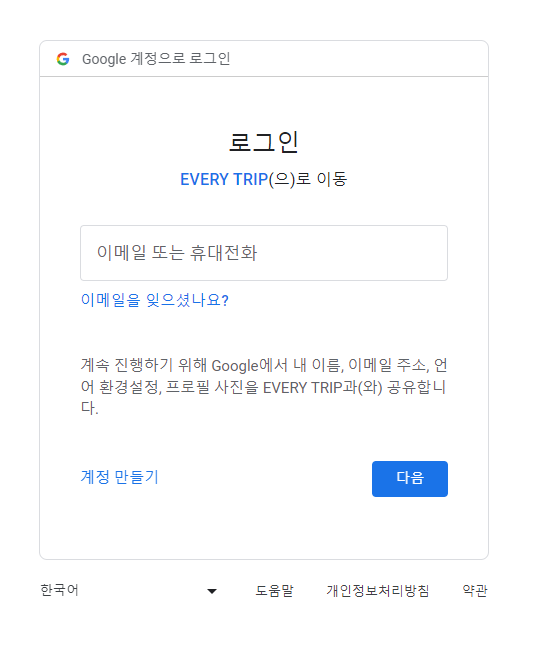 Google 계정으로 로그인
로그인
EVERY TRIP(으)로 이동
이메일 또는 휴대전화
이메일을 잊으셨나요?
계속 진행하기 위해 Google에서 내 이름, 이메일 주소, 언
어 환경설정, 프로필 사진을 EVERY TRIP과(와) 공유합니
다.
계정 만들기
다음
한국어
도움말
개인정보처리방침
약관